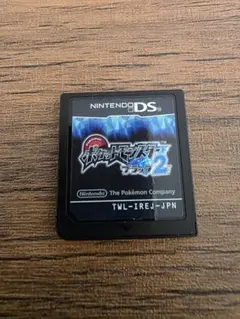 NINTENDO DS
ポケットモンスター
ブラック2
Nintendo The Pokémon Company
TWL-IREJ-JPN